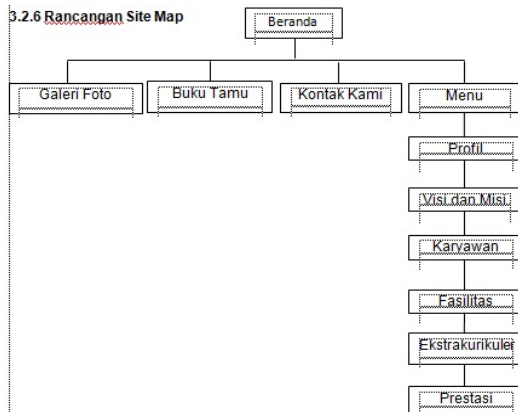 3.2.6 Rancangan Site Map
Beranda
Galeri Foto
Buku Tamu
Kontak Kami
Menu
Profil
Visi dan Misi
Karyawan
Fasilitas
Ekstrakurikuler
Prestasi